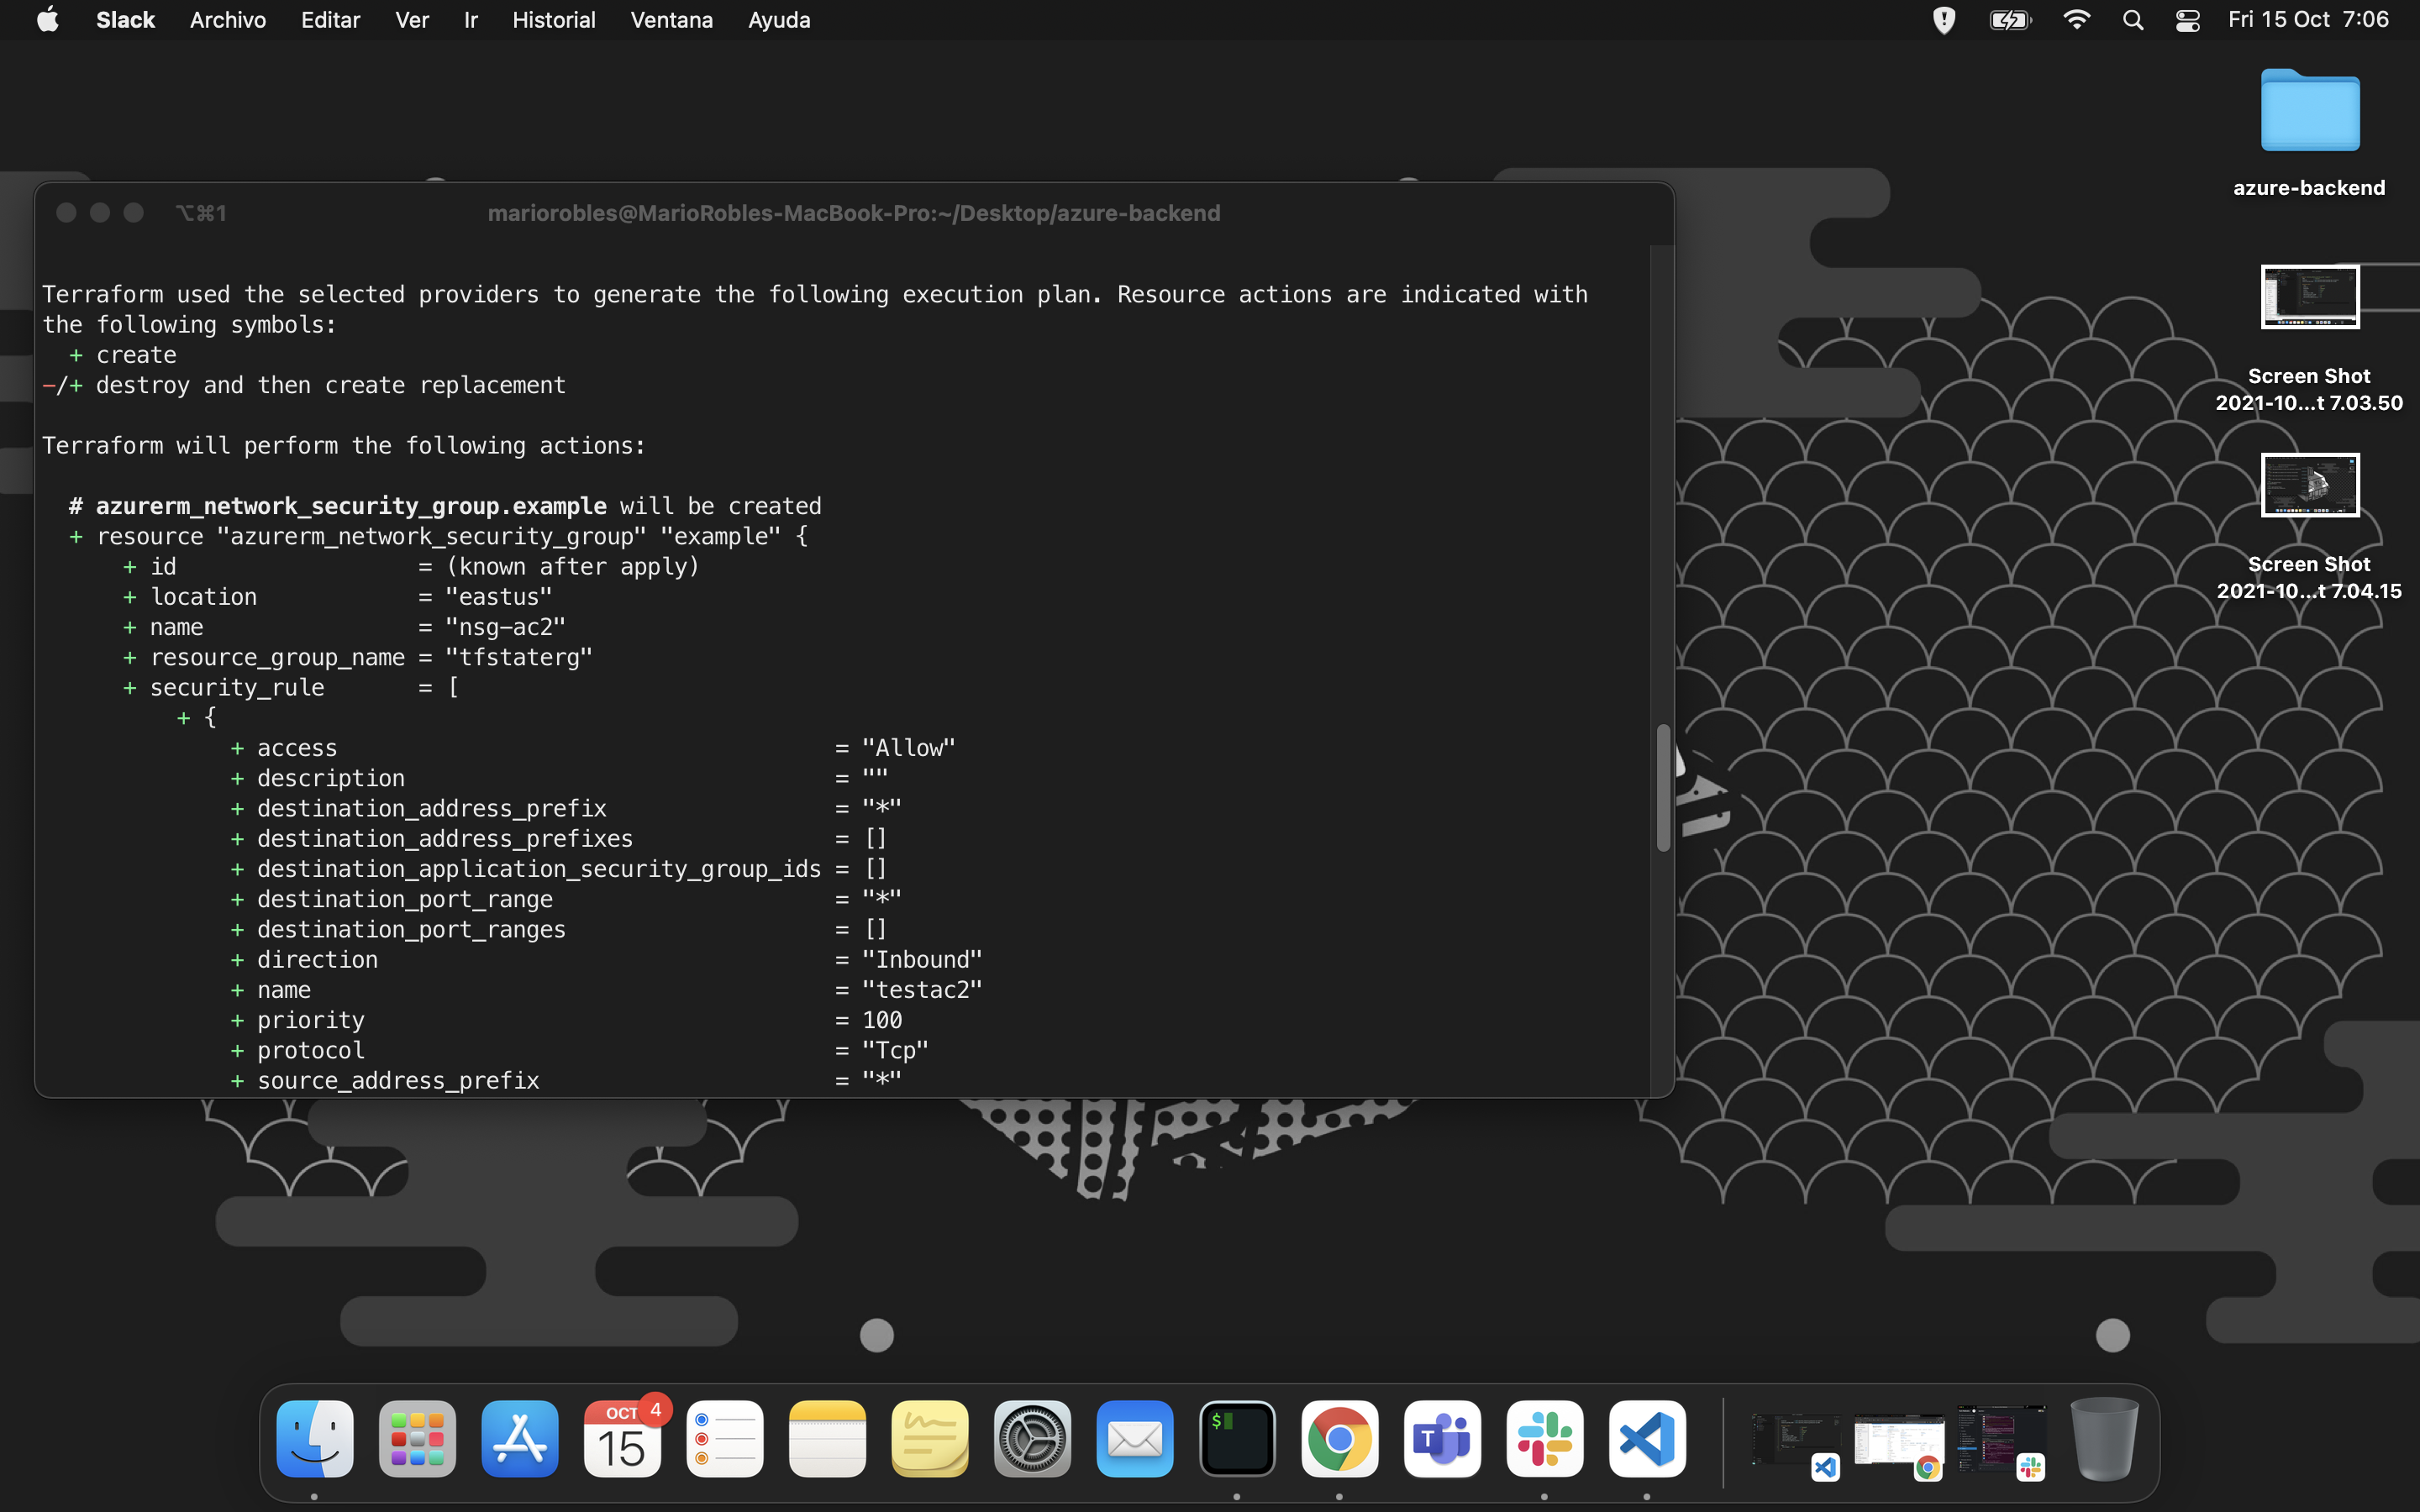 Slack Archivo Editar Ver Ir Historial Ventana Ayuda Fri 15 Oct 7:06
azure-backend
⌥⌘1 mariorobles@MarioRobles-MacBook-Pro:~/Desktop/azure-backend
Terraform used the selected providers to generate the following execution plan. Resource actions are indicated with
the following symbols:
+ create
-/+ destroy and then create replacement
Terraform will perform the following actions:
# azurerm_network_security_group.example will be created
+ resource "azurerm_network_security_group" "example" {
+ id = (known after apply)
+ location = "eastus"
+ name = "nsg-ac2"
+ resource_group_name = "tfstaterg"
+ security_rule = [
+ {
+ access = "Allow"
+ description = ""
+ destination_address_prefix = "*"
+ destination_address_prefixes = []
+ destination_application_security_group_ids = []
+ destination_port_range = "*"
+ destination_port_ranges = []
+ direction = "Inbound"
+ name = "testac2"
+ priority = 100
+ protocol = "Tcp"
+ source_address_prefix = "*"
Screen Shot
2021-10...t 7.03.50
Screen Shot
2021-10...t 7.04.15
OCT 4
15
$
T